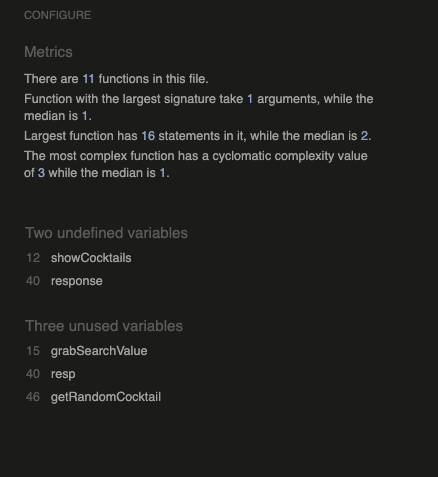 CONFIGURE
Metrics
There are 11 functions in this file.
Function with the largest signature take 1 arguments, while the
median is 1.
Largest function has 16 statements in it, while the median is 2.
The most complex function has a cyclomatic complexity value
of 3 while the median is 1.
Two undefined variables
12 showCocktails
40 response
Three unused variables
15 grabSearchValue
40 resp
46 getRandomCocktail